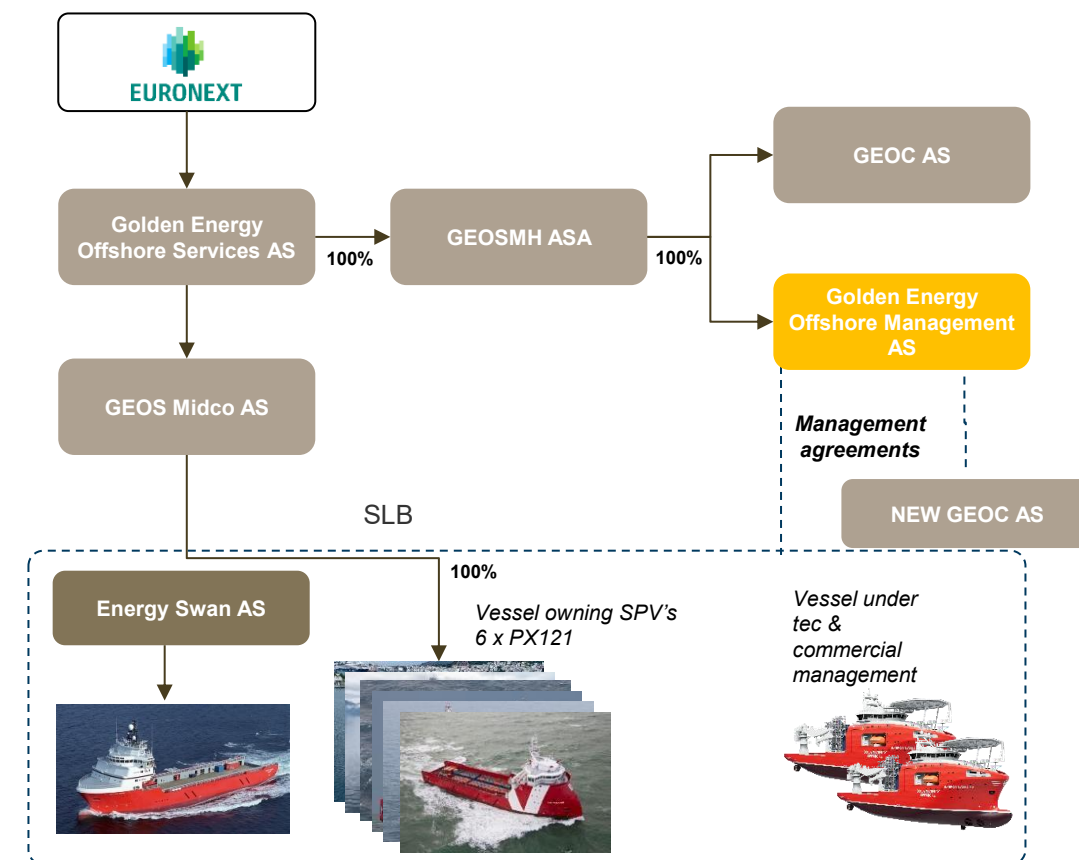 EURONEXT
GEOC AS
Golden Energy
Offshore Services AS
100%
GEOSMH ASA
100%
Golden Energy
Offshore Management
AS
GEOS Midco AS
Management
agreements
NEW GEOC AS
SLB
100%
Energy Swan AS
Vessel owning SPV’s
6 x PX121
Vessel under
tec &
commercial
management